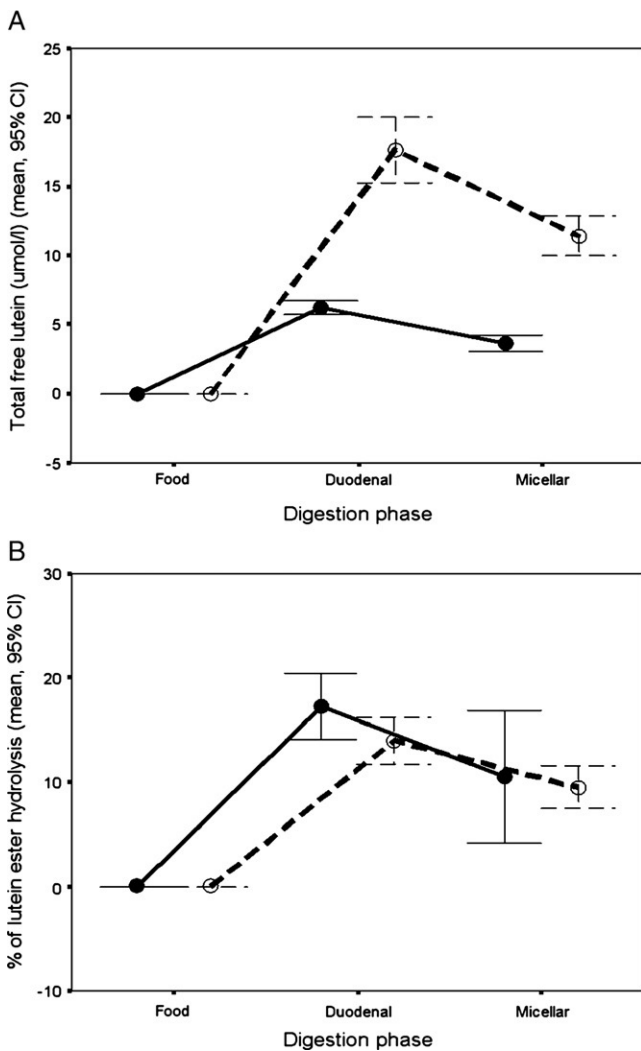 A
Total free lutein (umol/l) (mean, 95% CI)
25
20
15
10
5
0
-5
Food Duodenal Micellar
Digestion phase
B
% of lutein ester hydrolysis (mean, 95% CI)
30
20
10
0
-10
Food Duodenal Micellar
Digestion phase